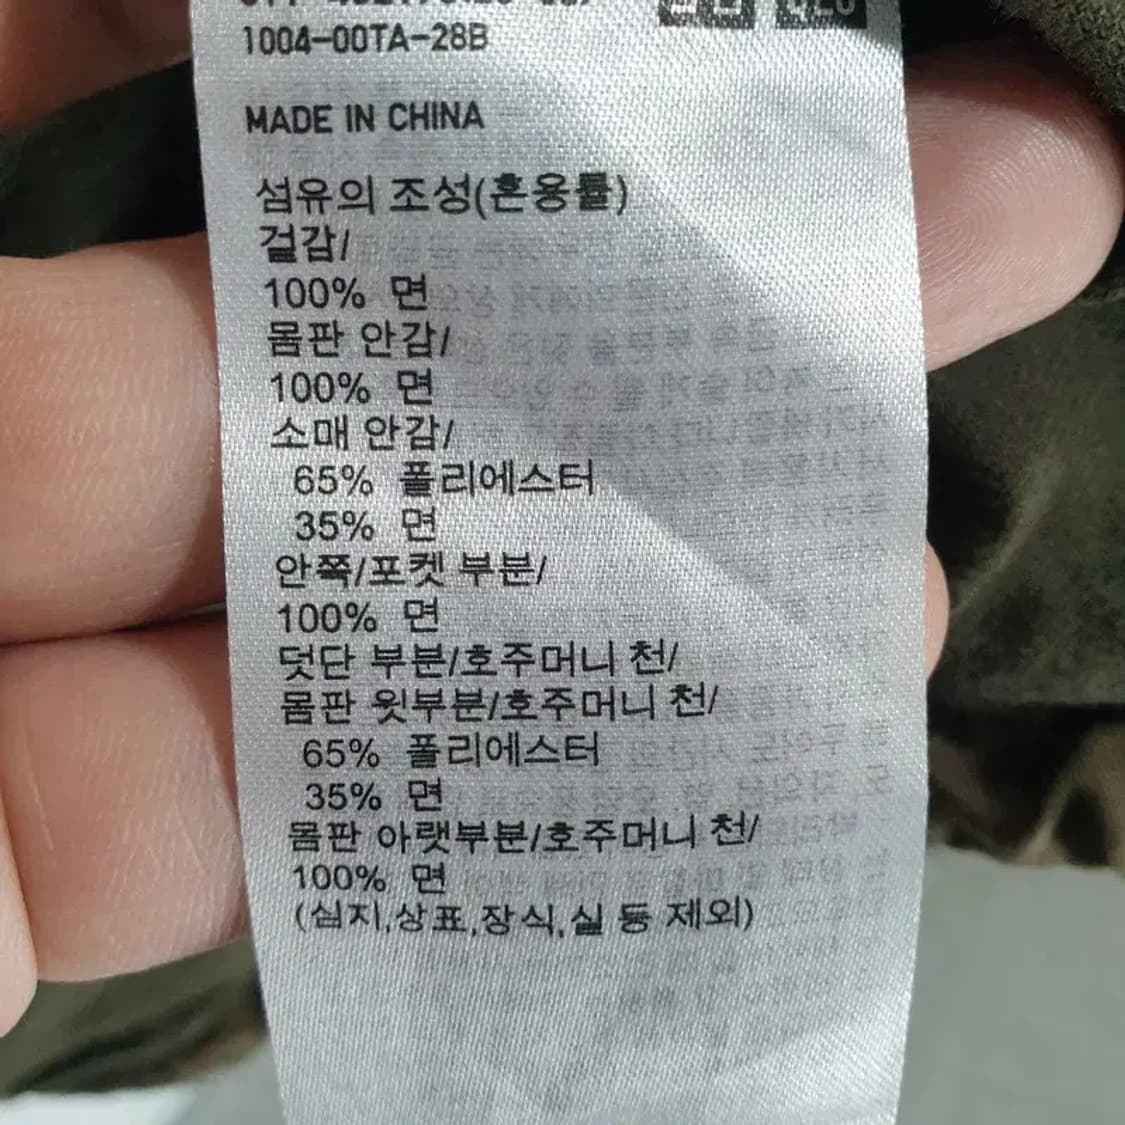 1004-00TA-28B
MADE IN CHINA
섬유의 조성(혼용률)
겉감/
100% 면
몸판 안감/
100% 면
소매 안감/
65% 폴리에스터
35% 면
안쪽/포켓 부분/
100% 면
덧단 부분/호주머니 천/
몸판 윗부분/호주머니 천/
65% 폴리에스터
35% 면
몸판 아랫부분/호주머니 천/
100% 면
(심지,상표,장식,실 등 제외)